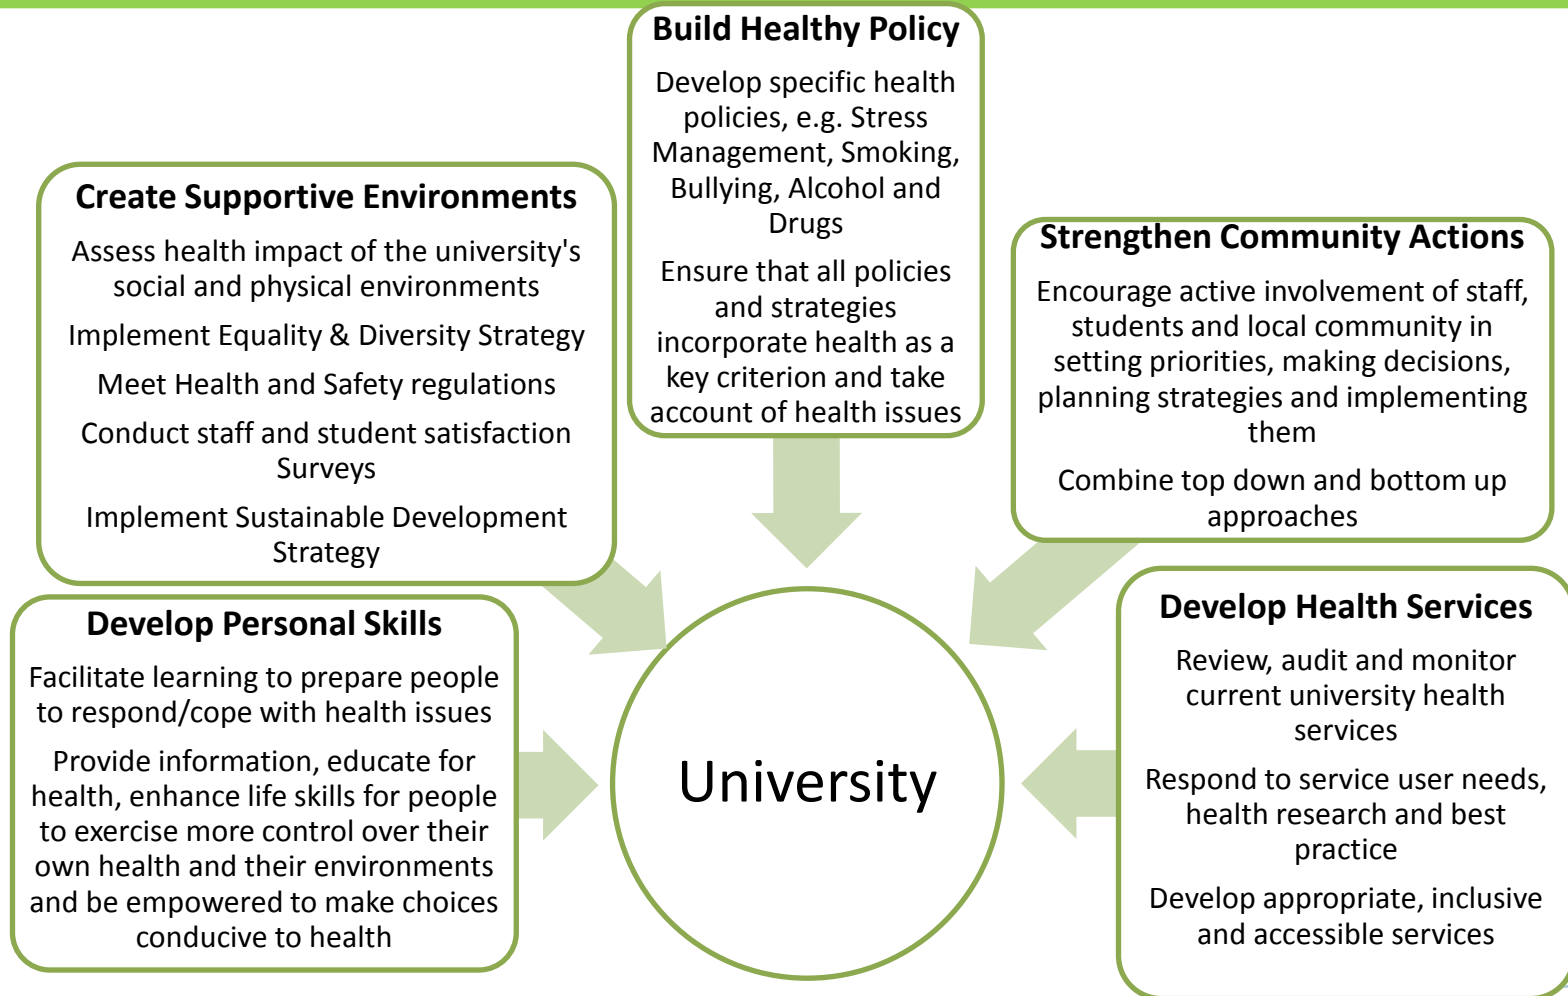 Build Healthy Policy
Develop specific health
policies, e.g. Stress
Management, Smoking,
Bullying, Alcohol and
Drugs
Ensure that all policies
and strategies
incorporate health as a
key criterion and take
account of health issues
Create Supportive Environments
Assess health impact of the university's
social and physical environments
Implement Equality & Diversity Strategy
Meet Health and Safety regulations
Conduct staff and student satisfaction
Surveys
Implement Sustainable Development
Strategy
Strengthen Community Actions
Encourage active involvement of staff,
students and local community in
setting priorities, making decisions,
planning strategies and implementing
them
Combine top down and bottom up
approaches
Develop Personal Skills
Facilitate learning to prepare people
to respond/cope with health issues
Provide information, educate for
health, enhance life skills for people
to exercise more control over their
own health and their environments
and be empowered to make choices
conducive to health
University
Develop Health Services
Review, audit and monitor
current university health
services
Respond to service user needs,
health research and best
practice
Develop appropriate, inclusive
and accessible services